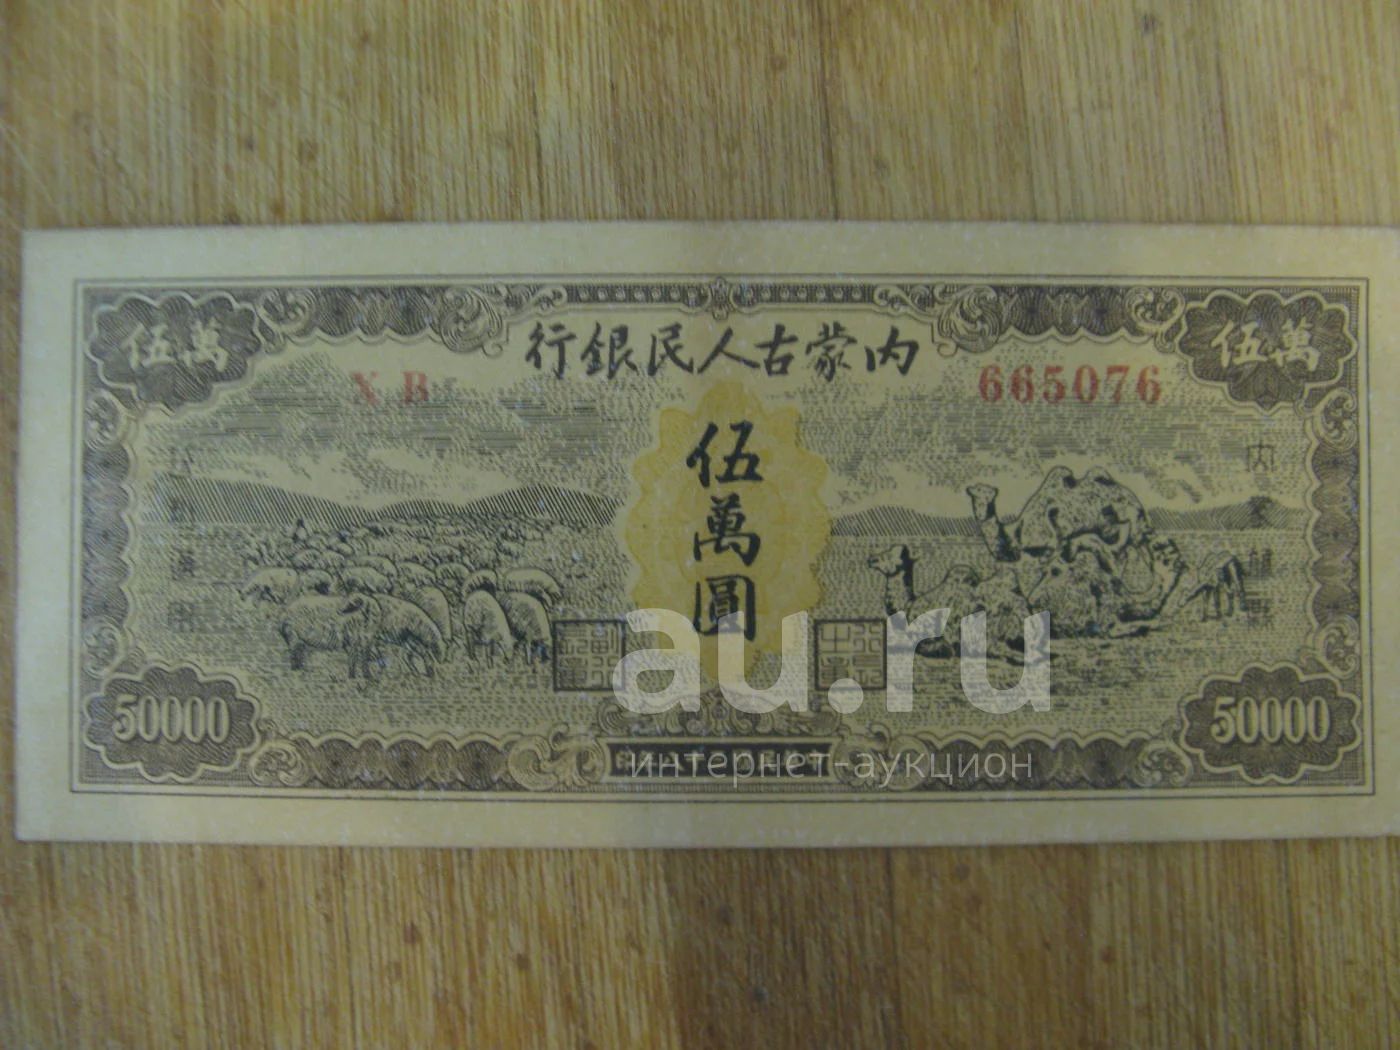 內蒙古人民銀行
伍萬
伍萬
X B
665076
伍
萬
圓
50000
50000
au.ru
интернет-аукцион